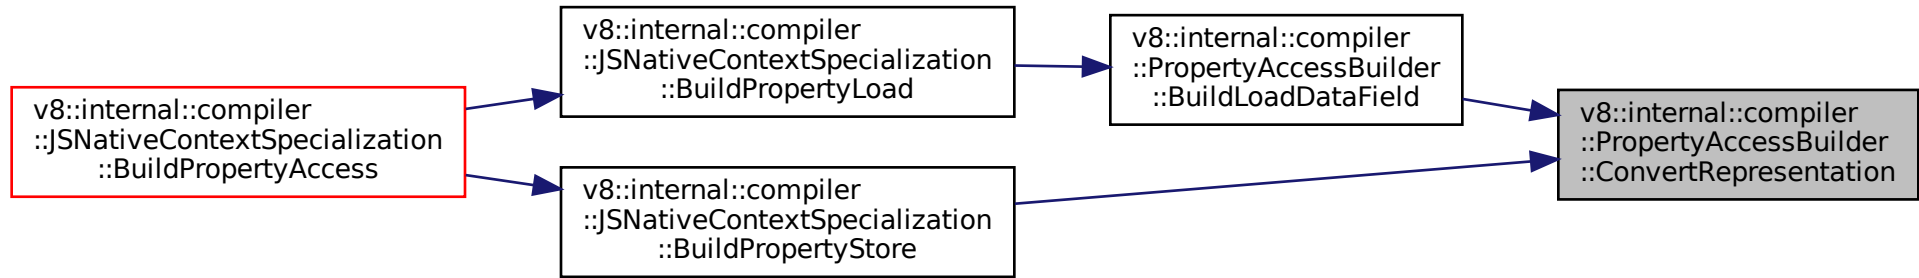 v8::internal::compiler
::JSNativeContextSpecialization
::BuildPropertyAccess
v8::internal::compiler
::JSNativeContextSpecialization
::BuildPropertyLoad
v8::internal::compiler
::JSNativeContextSpecialization
::BuildPropertyStore
v8::internal::compiler
::PropertyAccessBuilder
::BuildLoadDataField
v8::internal::compiler
::PropertyAccessBuilder
::ConvertRepresentation